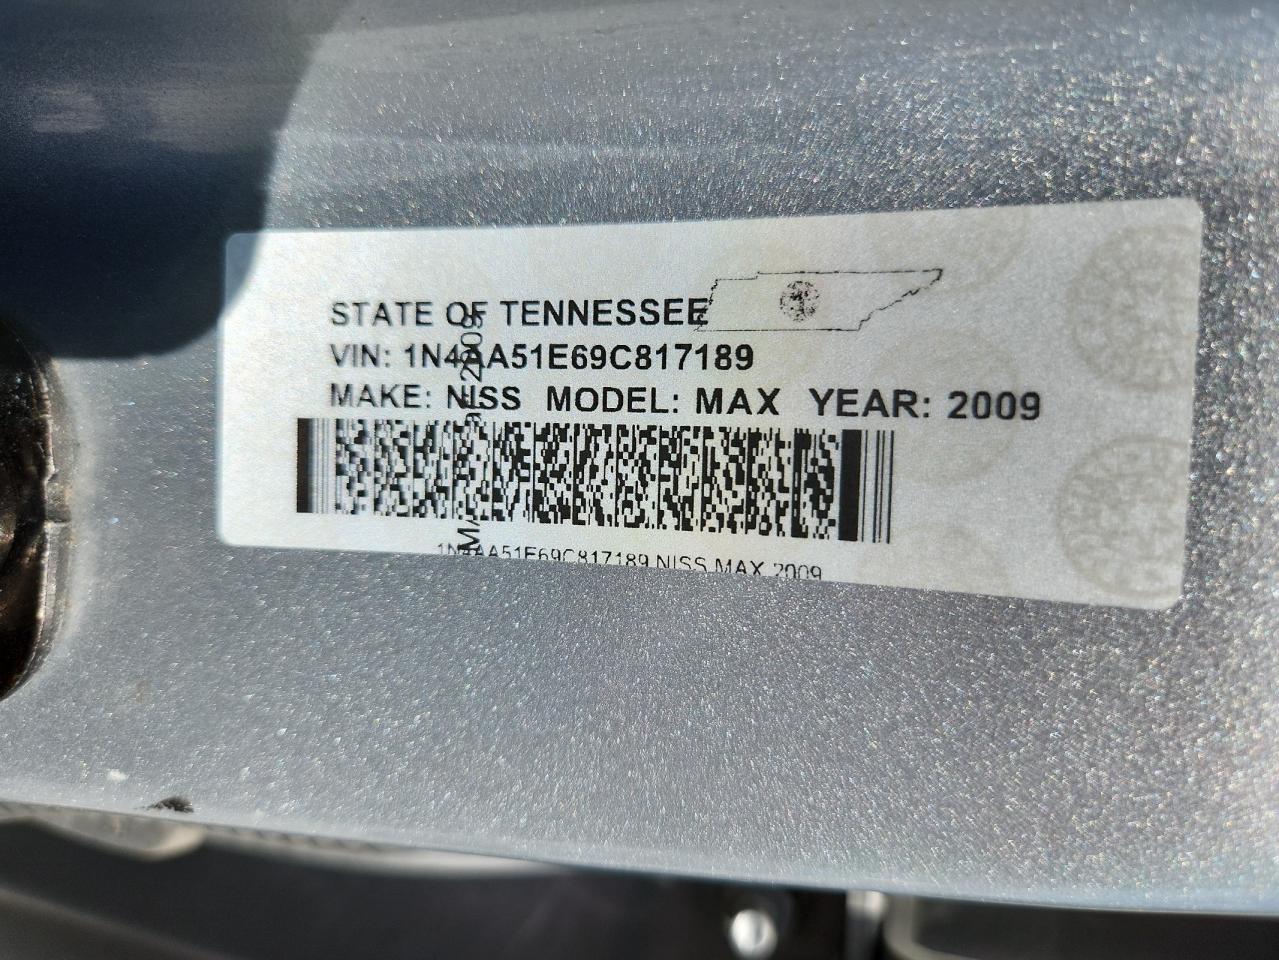 STATE OF TENNESSEE
VIN: 1N4AA51E69C817189
MAKE: NISS MODEL: MAX YEAR: 2009
1N4AA51E69C817189 NISS MAX 2009